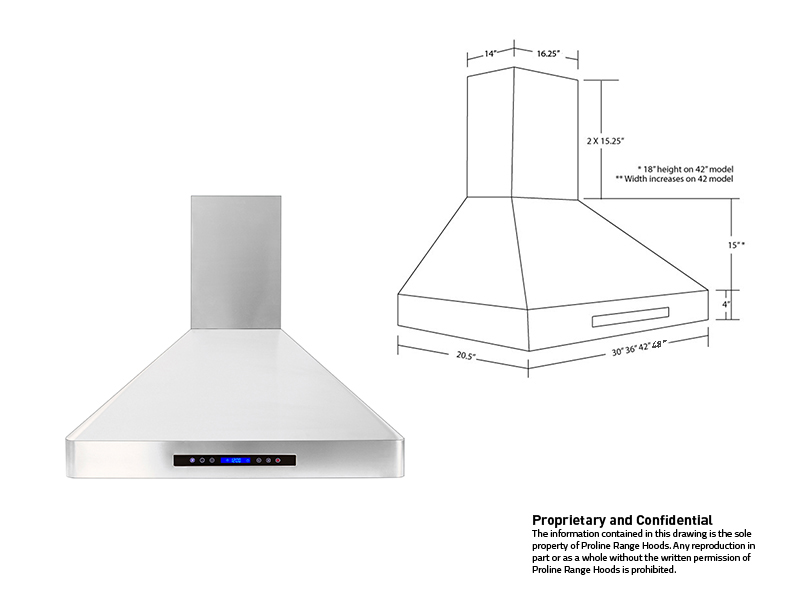 14" 16.25"
2 X 15.25"
* 18" height on 42" model
** Width increases on 42 model
15" *
4"
20.5"
30" 36" 42" 48"
Proprietary and Confidential
The information contained in this drawing is the sole
property of Proline Range Hoods. Any reproduction in
part or as a whole without the written permission of
Proline Range Hoods is prohibited.